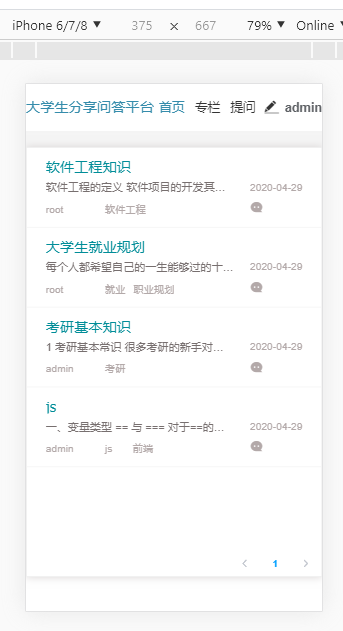 iPhone 6/7/8 ▼ 375 × 667 79% ▼ Online
大学生分享问答平台 首页 专栏 提问 admin
软件工程知识
软件工程的定义 软件项目的开发其... 2020-04-29
root 软件工程
大学生就业规划
每个人都希望自己的一生能够过的十... 2020-04-29
root 就业 职业规划
考研基本知识
1 考研基本常识 很多考研的新手对... 2020-04-29
admin 考研
js
一、变量类型 == 与 === 对于==的... 2020-04-29
admin js 前端
< 1 >